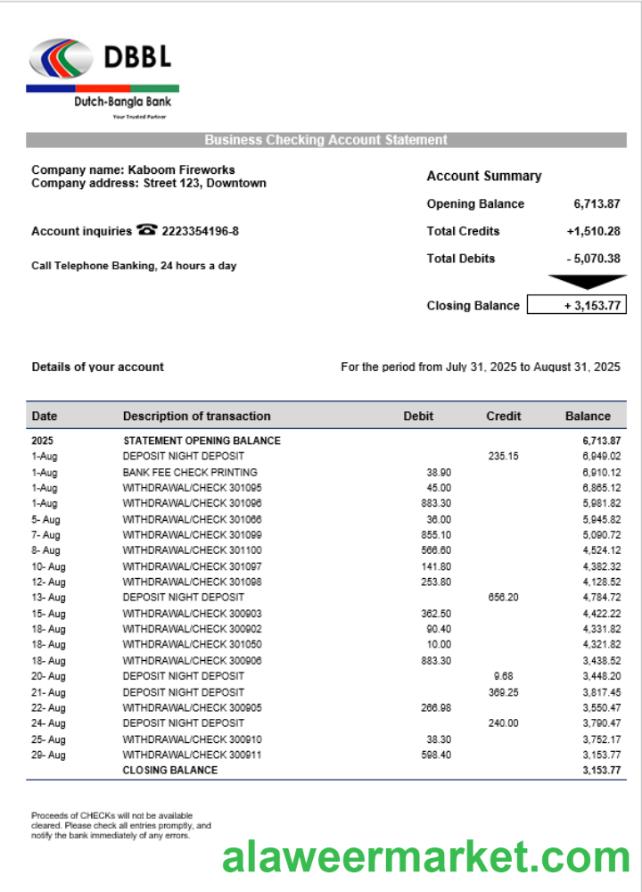 DBBL
Dutch-Bangla Bank
Your Trusted Partner
Business Checking Account Statement
Company name: Kaboom Fireworks
Company address: Street 123, Downtown
Account inquiries ☎ 2223354196-8
Call Telephone Banking, 24 hours a day
Account Summary
Opening Balance 6,713.87
Total Credits +1,510.28
Total Debits - 5,070.38
Closing Balance + 3,153.77
Details of your account For the period from July 31, 2025 to August 31, 2025
Date Description of transaction Debit Credit Balance
2025 STATEMENT OPENING BALANCE 6,713.87
1-Aug DEPOSIT NIGHT DEPOSIT 235.15 6,949.02
1-Aug BANK FEE CHECK PRINTING 38.90 6,910.12
1-Aug WITHDRAWAL/CHECK 301095 45.00 6,865.12
1-Aug WITHDRAWAL/CHECK 301096 883.30 5,981.82
5- Aug WITHDRAWAL/CHECK 301066 36.00 5,945.82
7- Aug WITHDRAWAL/CHECK 301099 855.10 5,090.72
8- Aug WITHDRAWAL/CHECK 301100 566.60 4,524.12
10- Aug WITHDRAWAL/CHECK 301097 141.80 4,382.32
12- Aug WITHDRAWAL/CHECK 301098 253.80 4,128.52
13- Aug DEPOSIT NIGHT DEPOSIT 656.20 4,784.72
15- Aug WITHDRAWAL/CHECK 300903 362.50 4,422.22
18- Aug WITHDRAWAL/CHECK 300902 90.40 4,331.82
18- Aug WITHDRAWAL/CHECK 301050 10.00 4,321.82
18- Aug WITHDRAWAL/CHECK 300906 883.30 3,438.52
20- Aug DEPOSIT NIGHT DEPOSIT 9.68 3,448.20
21- Aug DEPOSIT NIGHT DEPOSIT 369.25 3,817.45
22- Aug WITHDRAWAL/CHECK 300905 266.98 3,550.47
24- Aug DEPOSIT NIGHT DEPOSIT 240.00 3,790.47
25- Aug WITHDRAWAL/CHECK 300910 38.30 3,752.17
29- Aug WITHDRAWAL/CHECK 300911 598.40 3,153.77
CLOSING BALANCE 3,153.77
Proceeds of CHECKs will not be available
cleared. Please check all entries promptly, and
notify the bank immediately of any errors.
alaweermarket.com